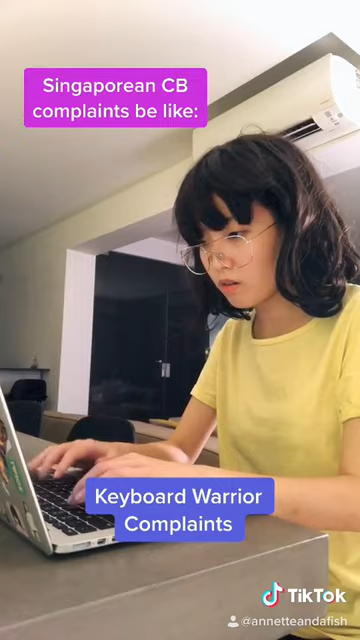 Singaporean CB
complaints be like:
Keyboard Warrior
Complaints
TikTok
@annetteandafish